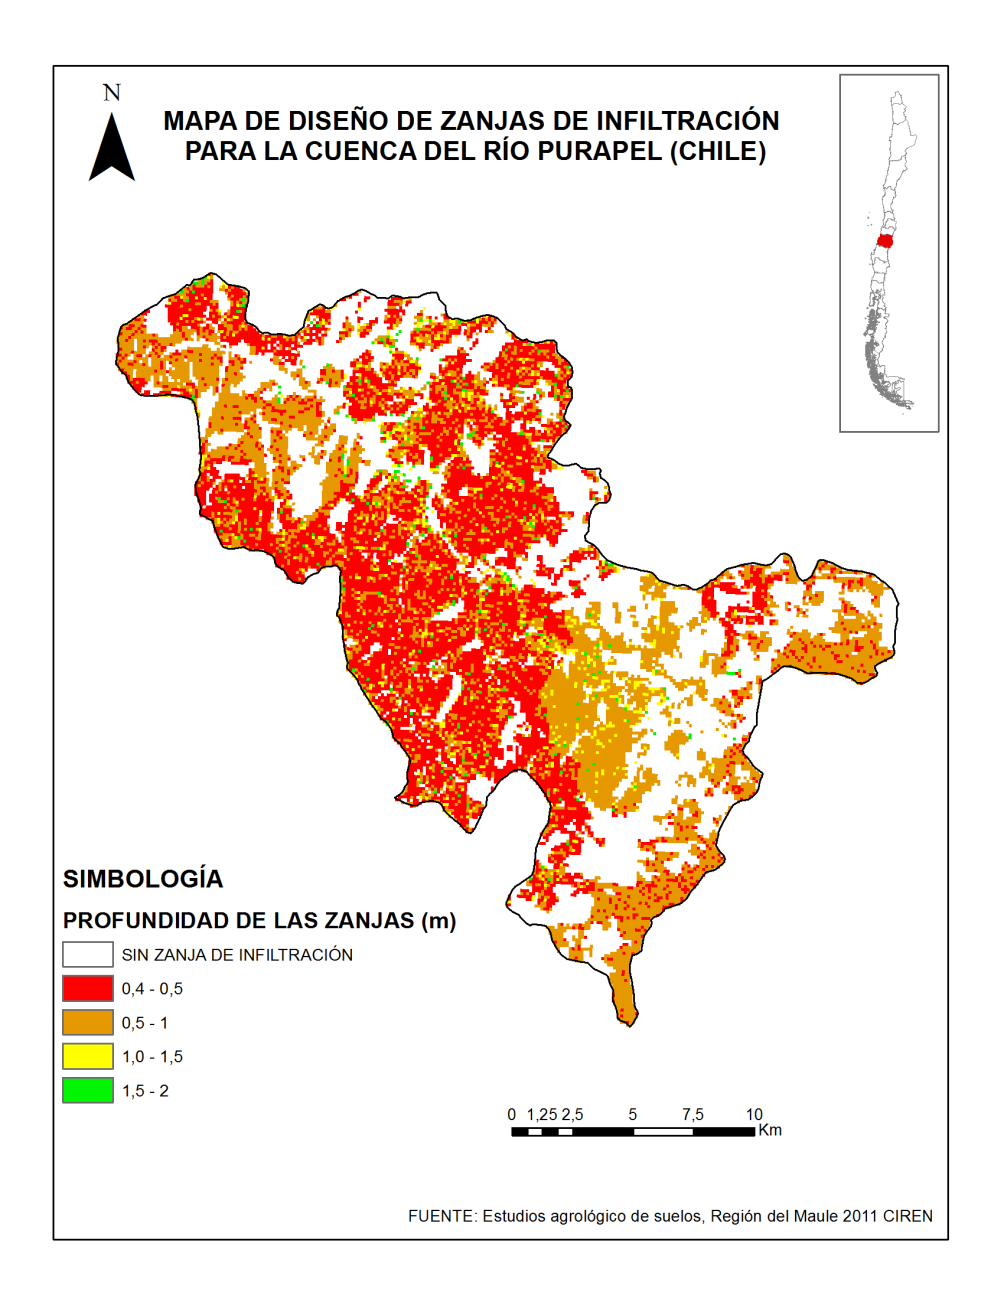 N
MAPA DE DISEÑO DE ZANJAS DE INFILTRACIÓN
PARA LA CUENCA DEL RÍO PURAPEL (CHILE)
SIMBOLOGÍA
PROFUNDIDAD DE LAS ZANJAS (m)
SIN ZANJA DE INFILTRACIÓN
0,4 - 0,5
0,5 - 1
1,0 - 1,5
1,5 - 2
0 1,25 2,5 5 7,5 10
Km
FUENTE: Estudios agrológico de suelos, Región del Maule 2011 CIREN